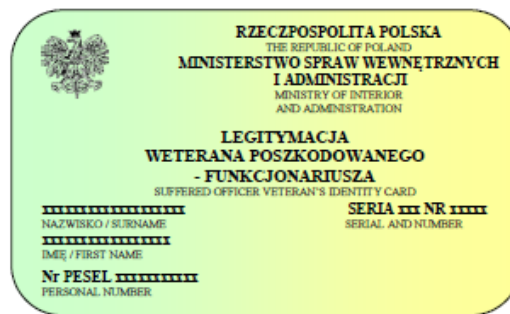 RZECZPOSPOLITA POLSKA
THE REPUBLIC OF POLAND
MINISTERSTWO SPRAW WEWNĘTRZNYCH
I ADMINISTRACJI
MINISTRY OF INTERIOR
AND ADMINISTRATION
LEGITYMACJA
WETERANA POSZKODOWANEGO
- FUNKCJONARIUSZA
SUFFERED OFFICER VETERAN'S IDENTITY CARD
xxxxxxxxxxxxxxxxxx SERIA xxx NR xxxxx
NAZWISKO / SURNAME SERIAL AND NUMBER
xxxxxxxxxxxxxxxx
IMIĘ / FIRST NAME
Nr PESEL xxxxxxxxxxx
PERSONAL NUMBER